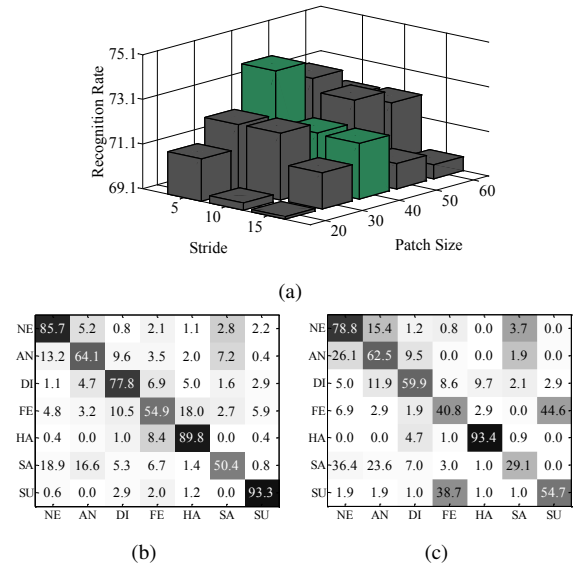 75.1
73.1
71.1
69.1
Recognition Rate
5
10
15
Stride
20
30
40
50
60
Patch Size
(a)
NE 85.7 5.2 0.8 2.1 1.1 2.8 2.2
AN 13.2 64.1 9.6 3.5 2.0 7.2 0.4
DI 1.1 4.7 77.8 6.9 5.0 1.6 2.9
FE 4.8 3.2 10.5 54.9 18.0 2.7 5.9
HA 0.4 0.0 1.0 8.4 89.8 0.0 0.4
SA 18.9 16.6 5.3 6.7 1.4 50.4 0.8
SU 0.6 0.0 2.9 2.0 1.2 0.0 93.3
NE AN DI FE HA SA SU
(b)
NE 78.8 15.4 1.2 0.8 0.0 3.7 0.0
AN 26.1 62.5 9.5 0.0 0.0 1.9 0.0
DI 5.0 11.9 59.9 8.6 9.7 2.1 2.9
FE 6.9 2.9 1.9 40.8 2.9 0.0 44.6
HA 0.0 0.0 4.7 1.0 93.4 0.9 0.0
SA 36.4 23.6 7.0 3.0 1.0 29.1 0.0
SU 1.9 1.9 1.0 38.7 1.0 1.0 54.7
NE AN DI FE HA SA SU
(c)